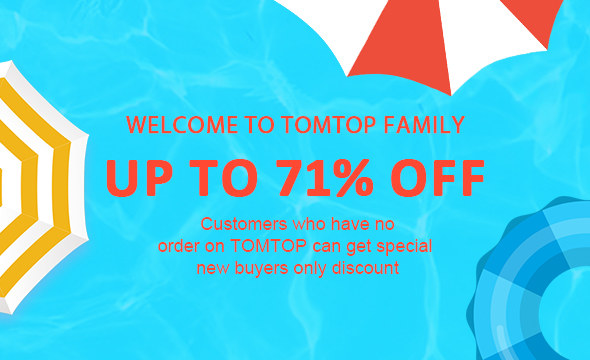 WELCOME TO TOMTOP FAMILY
UP TO 71% OFF
Customers who have no
order on TOMTOP can get special
new buyers only discount